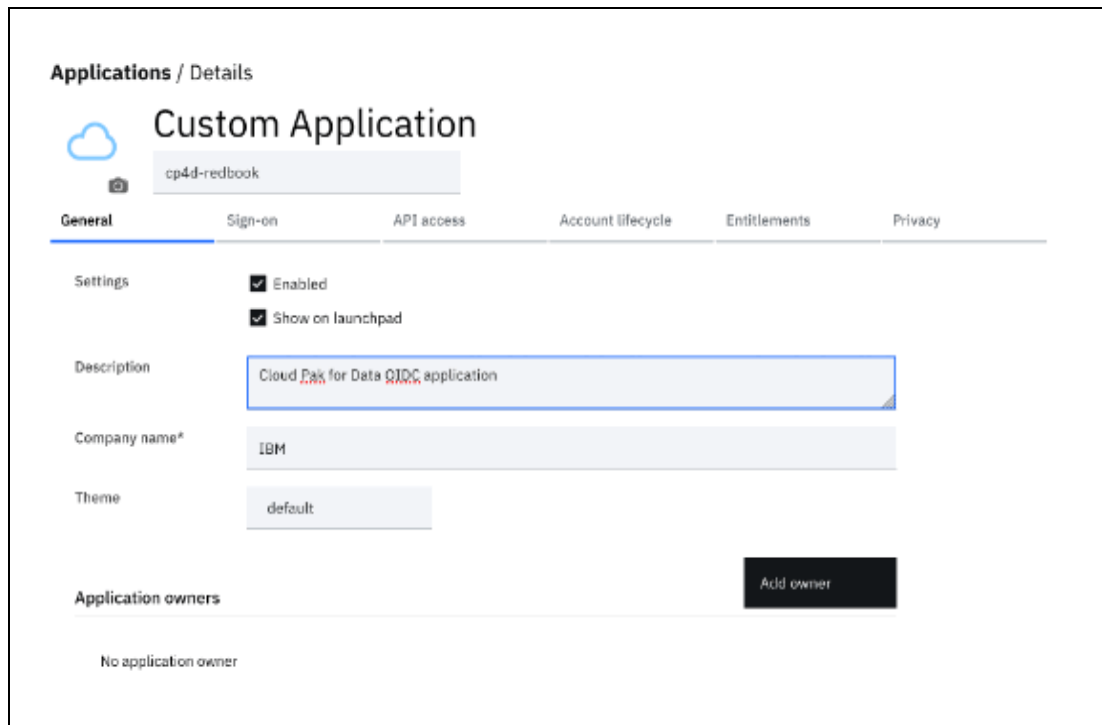 Applications / Details
Custom Application
cp4d-redbook
General Sign-on API access Account lifecycle Entitlements Privacy
Settings Enabled
Show on launchpad
Description Cloud Pak for Data OIDC application
Company name* IBM
Theme default
Add owner
Application owners
No application owner